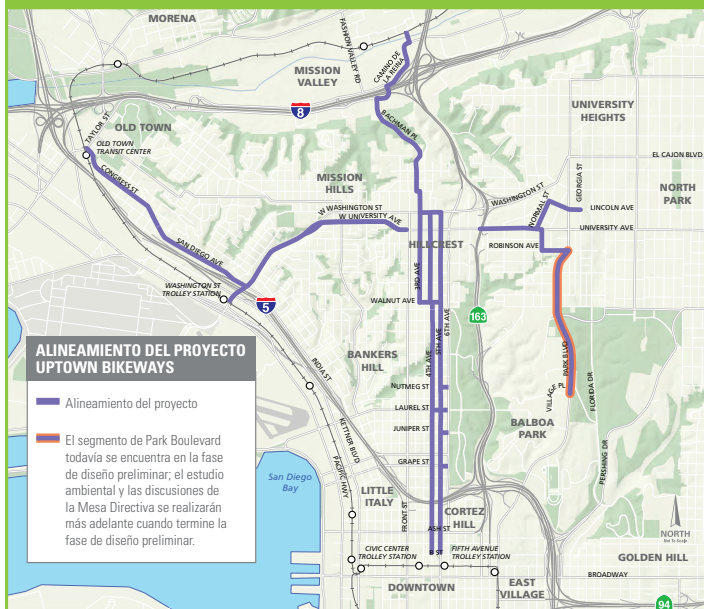 MORENA
FASHION VALLEY RD
CAMINO DE
LA REINA
MISSION
VALLEY
8
UNIVERSITY
HEIGHTS
TAYLOR ST
OLD TOWN
OLD TOWN
TRANSIT CENTER
BACHMAN PL
EL CAJON BLVD
CONGRESS ST
MISSION
HILLS
WASHINGTON ST
NORMAL ST
GEORGIA ST
NORTH
PARK
LINCOLN AVE
W WASHINGTON ST
W UNIVERSITY AVE
UNIVERSITY AVE
HILLCREST
ROBINSON AVE
SAN DIEGO AVE
WASHINGTON ST
TROLLEY STATION
3RD AVE
WALNUT AVE
5
163
4TH AVE
5TH AVE
6TH AVE
INDIA ST
BANKERS
HILL
PARK BLVD
VILLAGE PL
FLORIDA DR
NUTMEG ST
LAUREL ST
JUNIPER ST
GRAPE ST
BALBOA
PARK
PERSHING DR
KETTNER BLVD
PACIFIC HWY
San Diego
Bay
LITTLE
ITALY
FRONT ST
CORTEZ
HILL
ASH ST
B ST
CIVIC CENTER
TROLLEY STATION
FIFTH AVENUE
TROLLEY STATION
NORTH
Not To Scale
GOLDEN HILL
BROADWAY
DOWNTOWN
EAST
VILLAGE
94
ALINEAMIENTO DEL PROYECTO
UPTOWN BIKEWAYS
Alineamiento del proyecto
El segmento de Park Boulevard
todavía se encuentra en la fase
de diseño preliminar; el estudio
ambiental y las discusiones de
la Mesa Directiva se realizarán
más adelante cuando termine la
fase de diseño preliminar.